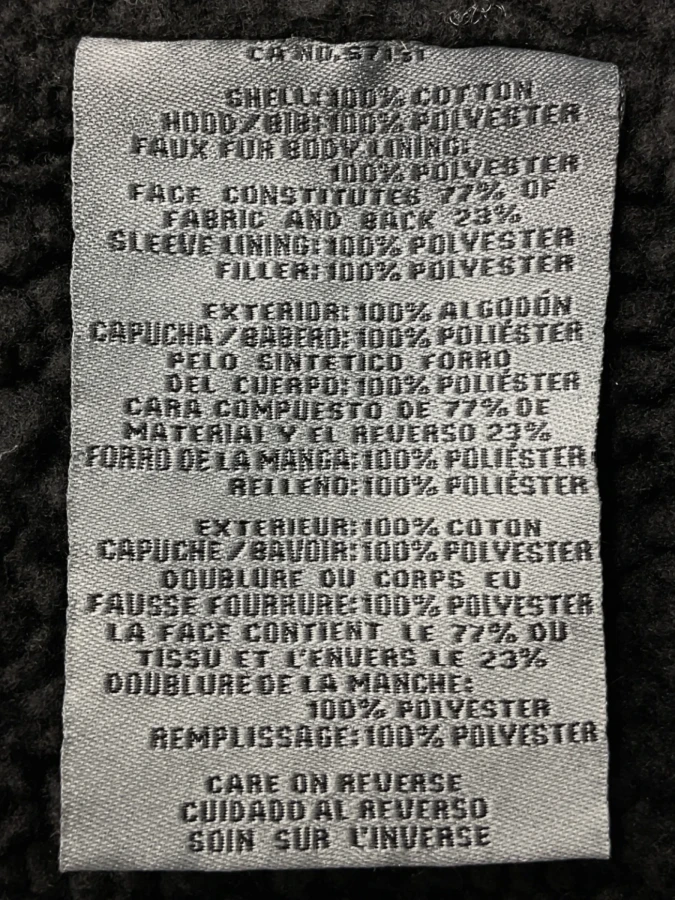 CA NO.
SHELL:100% COTTON
HOOD/BIB:100% POLYESTER
FAUX FUR BODY LINING:
100% POLYESTER
FACE CONSTITUTES 77% OF
FABRIC AND BACK 23%
SLEEVE LINING:100% POLYESTER
FILLER:100% POLYESTER
EXTERIOR:100% ALGODÓN
CAPUCHA/BABERO:100% POLIÉSTER
PELO SINTETICO FORRO
DEL CUERPO:100% POLIÉSTER
CARA COMPUESTO DE 77% DE
MATERIAL Y EL REVERSO 23%
FORRO DE LA MANGA:100% POLIÉSTER
RELLENO:100% POLIÉSTER
EXTERIEUR:100% COTON
CAPUCHE/BAVOIR:100% POLYESTER
DOUBLURE DU CORPS EU
FAUSSE FOURRURE:100% POLYESTER
LA FACE CONTIENT LE 77% DU
TISSU ET L'ENVERS LE 23%
DOUBLURE DE LA MANCHE:
100% POLYESTER
REMPLISSAGE:100% POLYESTER
CARE ON REVERSE
CUIDADO AL REVERSO
SOIN SUR L'INVERSE